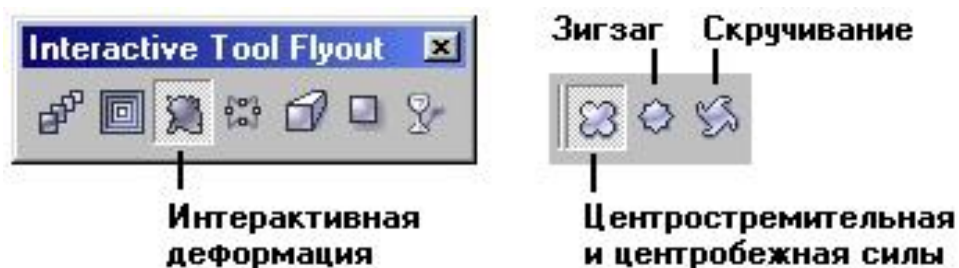 Interactive Tool Flyout
Зигзаг Скручивание
Интерактивная
деформация
Центростремительная
и центробежная силы